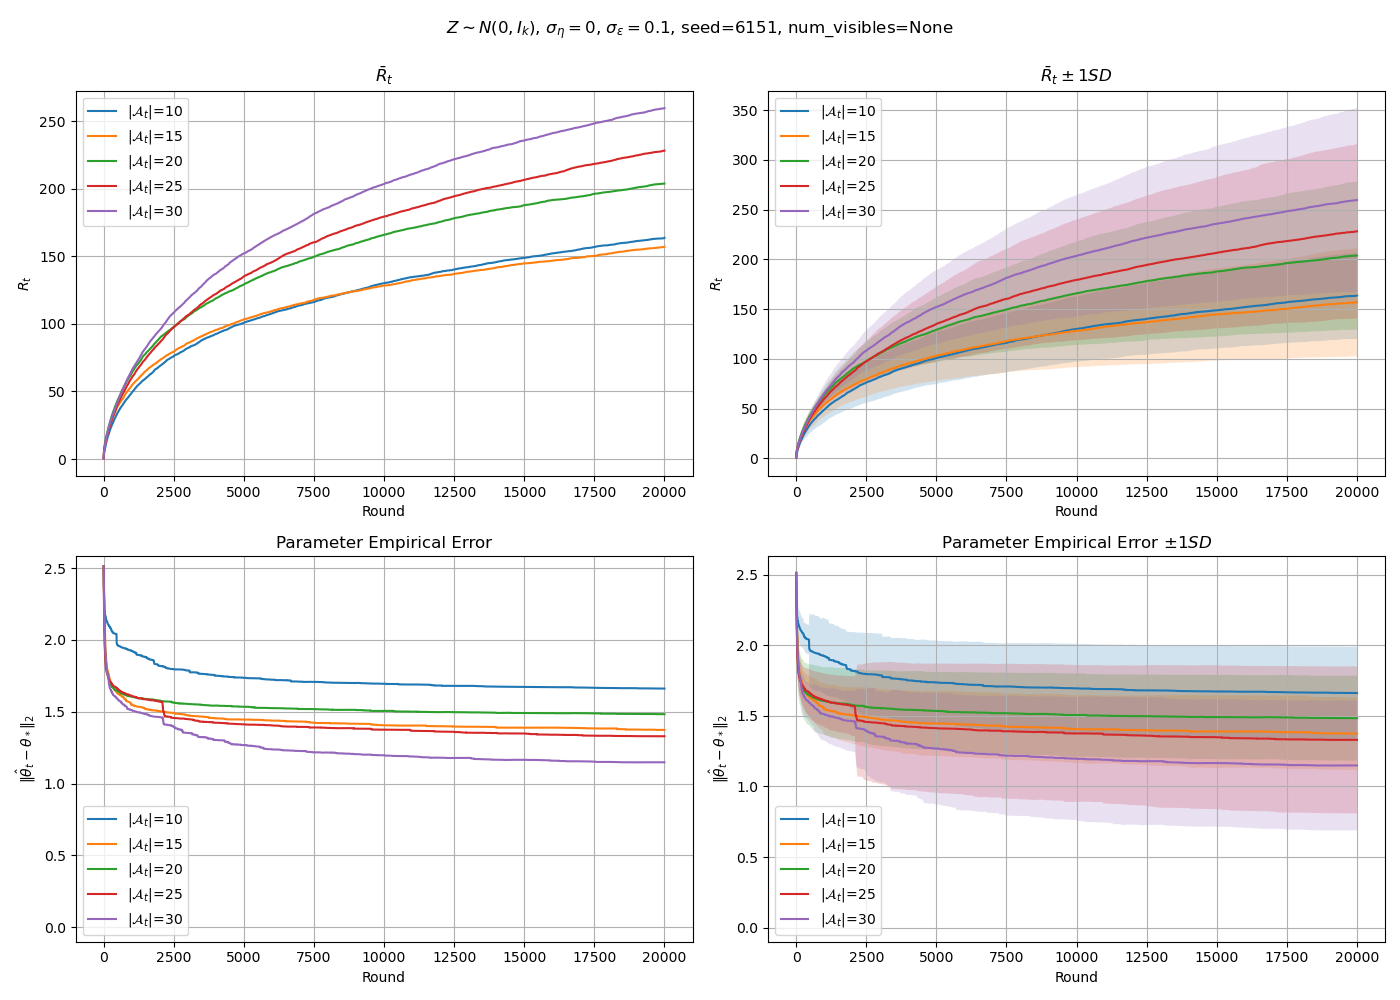 Z ∼ N(0, I_k), σ_η = 0, σ_ε = 0.1, seed=6151, num_visibles=None
R̄_t
R_t
250
200
150
100
50
0
|𝒜_t|=10
|𝒜_t|=15
|𝒜_t|=20
|𝒜_t|=25
|𝒜_t|=30
0 2500 5000 7500 10000 12500 15000 17500 20000
Round
R̄_t ± 1SD
R_t
350
300
250
200
150
100
50
0
|𝒜_t|=10
|𝒜_t|=15
|𝒜_t|=20
|𝒜_t|=25
|𝒜_t|=30
0 2500 5000 7500 10000 12500 15000 17500 20000
Round
Parameter Empirical Error
‖θ̂_t − θ_*‖_2
2.5
2.0
1.5
1.0
0.5
0.0
|𝒜_t|=10
|𝒜_t|=15
|𝒜_t|=20
|𝒜_t|=25
|𝒜_t|=30
0 2500 5000 7500 10000 12500 15000 17500 20000
Round
Parameter Empirical Error ±1SD
‖θ̂_t − θ_*‖_2
2.5
2.0
1.5
1.0
0.5
0.0
|𝒜_t|=10
|𝒜_t|=15
|𝒜_t|=20
|𝒜_t|=25
|𝒜_t|=30
0 2500 5000 7500 10000 12500 15000 17500 20000
Round